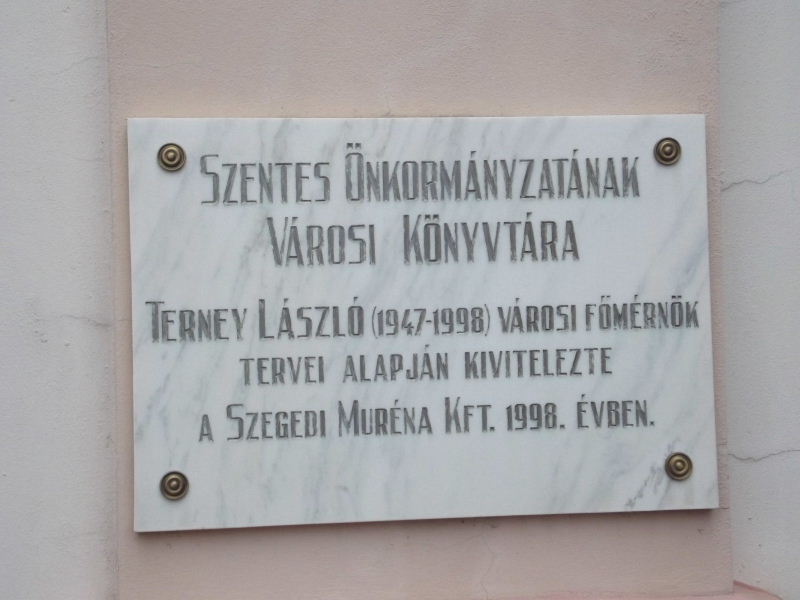 SZENTES ÖNKORMÁNYZATÁNAK
VÁROSI KÖNYVTÁRA
TERNEY LÁSZLÓ (1947-1998) VÁROSI FŐMÉRNÖK
TERVEI ALAPJÁN KIVITELEZTE
A SZEGEDI MURÉNA KFT. 1998. ÉVBEN.